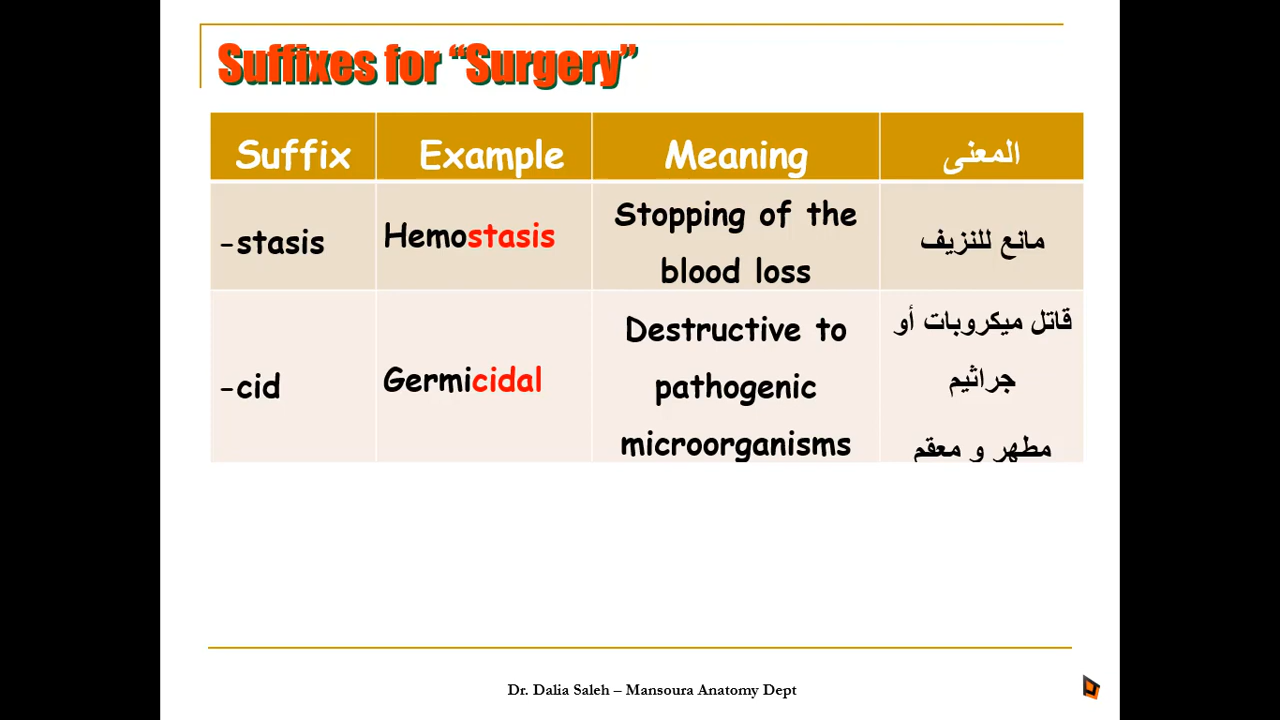 Suffixes for “Surgery”
Suffix Example Meaning المعنى
-stasis Hemostasis Stopping of the blood loss مانع للنزيف
-cid Germicidal Destructive to pathogenic microorganisms قاتل ميكروبات أو جراثيم مطهر و معقم
Dr. Dalia Saleh – Mansoura Anatomy Dept